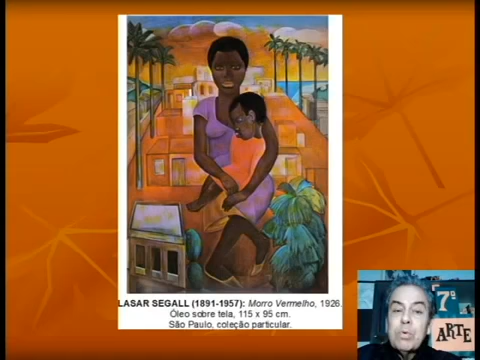 LASAR SEGALL (1891-1957): Morro Vermelho, 1926.
Óleo sobre tela, 115 x 95 cm.
São Paulo, coleção particular.
7º
ARTE